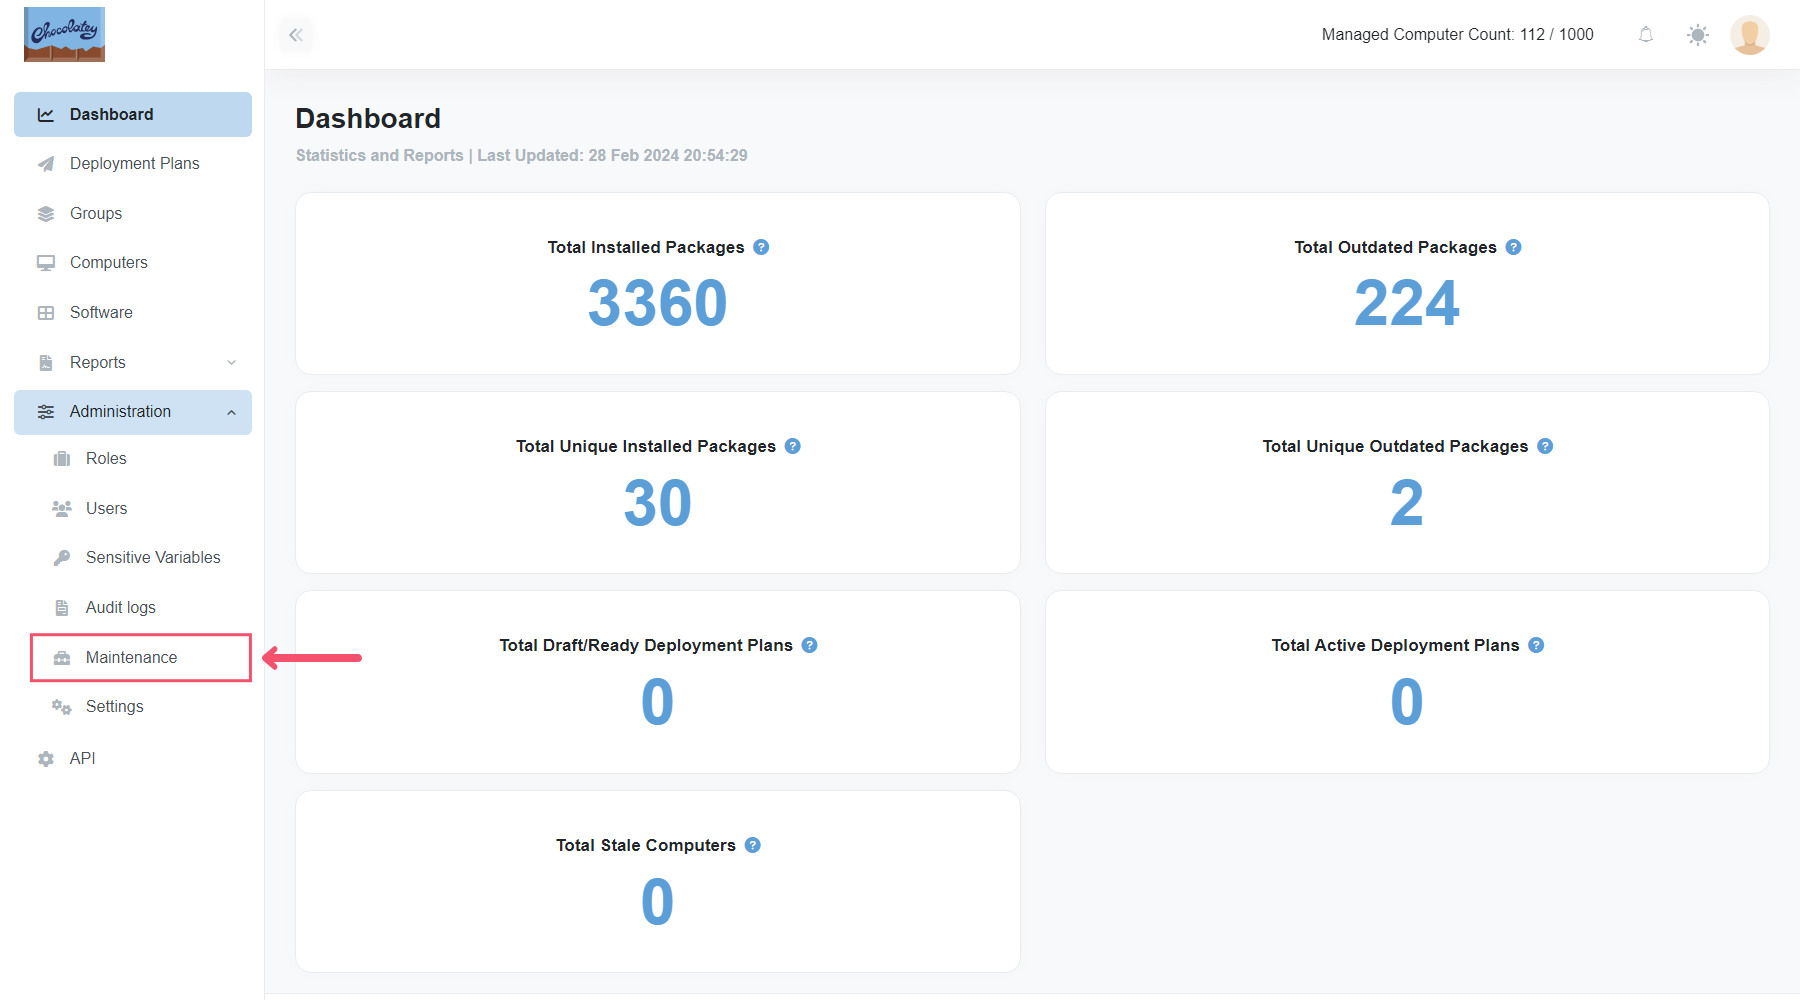 Chocolatey
Managed Computer Count: 112 / 1000
Dashboard
Deployment Plans
Groups
Computers
Software
Reports
Administration
Roles
Users
Sensitive Variables
Audit logs
Maintenance
Settings
API
Dashboard
Statistics and Reports | Last Updated: 28 Feb 2024 20:54:29
Total Installed Packages ?
3360
Total Outdated Packages ?
224
Total Unique Installed Packages ?
30
Total Unique Outdated Packages ?
2
Total Draft/Ready Deployment Plans ?
0
Total Active Deployment Plans ?
0
Total Stale Computers ?
0